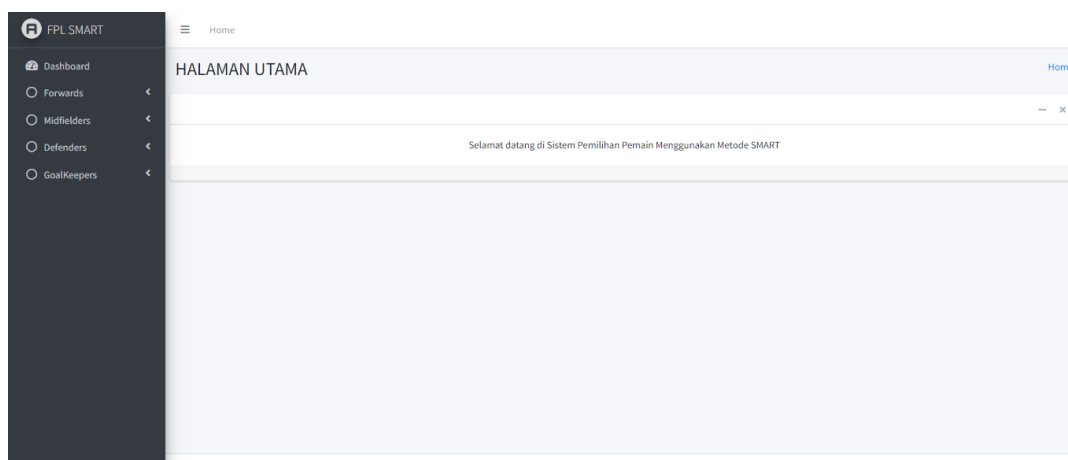 FPL SMART
Home
Dashboard
Forwards
Midfielders
Defenders
GoalKeepers
HALAMAN UTAMA
Hom
Selamat datang di Sistem Pemilihan Pemain Menggunakan Metode SMART